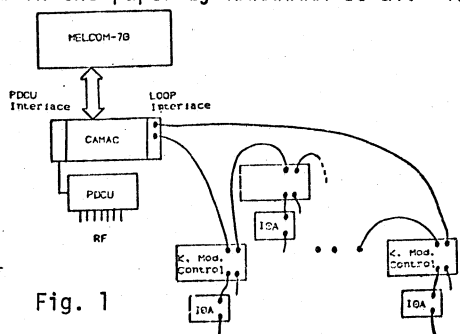 MELCOM-70
PDCU Interface
LOOP Interface
CAMAC
PDCU
RF
IOA
K. Mod. Control
IOA
K. Mod. Control
IOA
Fig. 1